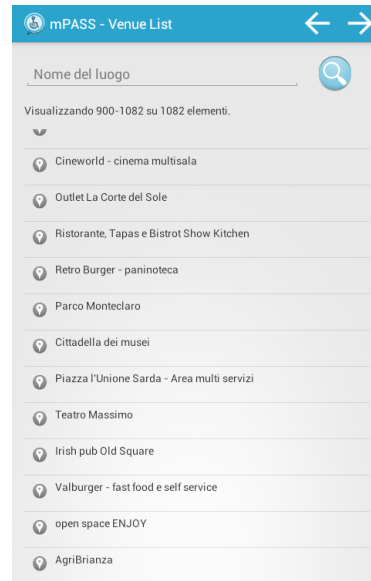 mPASS - Venue List
Nome del luogo
Visualizzando 900-1082 su 1082 elementi.
Cineworld - cinema multisala
Outlet La Corte del Sole
Ristorante, Tapas e Bistrot Show Kitchen
Retro Burger - paninoteca
Parco Monteclaro
Cittadella dei musei
Piazza l'Unione Sarda - Area multi servizi
Teatro Massimo
Irish pub Old Square
Valburger - fast food e self service
open space ENJOY
AgriBrianza